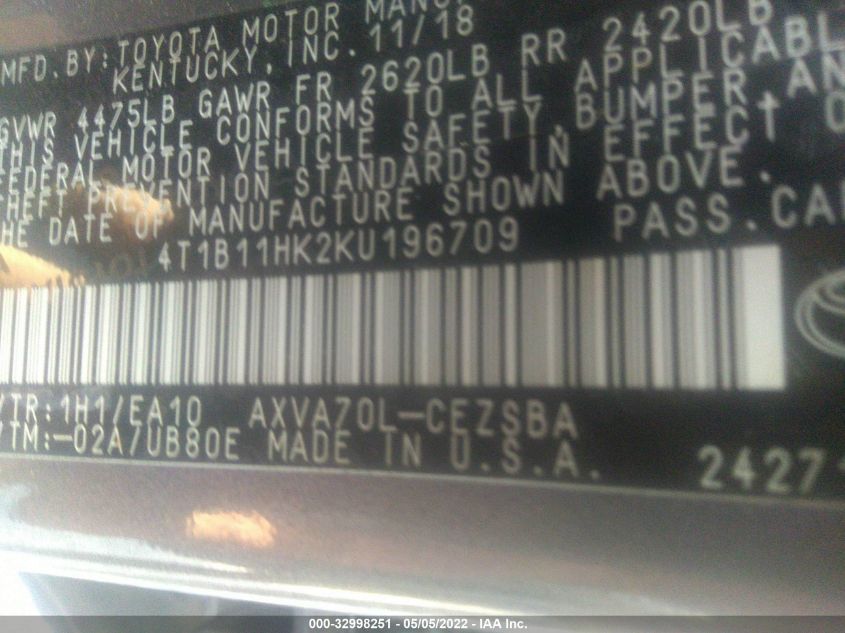 MFD.BY:TOYOTA MOTOR MANU
KENTUCKY, INC. 11/18
GVWR 4475LB GAWR FR 2620LB RR 2420LB
THIS VEHICLE CONFORMS TO ALL APPLICABL
FEDERAL MOTOR VEHICLE SAFETY, BUMPER, AN
THEFT PREVENTION STANDARDS IN EFFECT O
THE DATE OF MANUFACTURE SHOWN ABOVE.
4T1B11HK2KU196709 PASS.CAR
/TR:1H1/EA10 AXVA70L-CEZSBA
/TM:-02A/UB80E MADE IN U.S.A. 2427
000-32998251 - 05/05/2022 - IAA Inc.